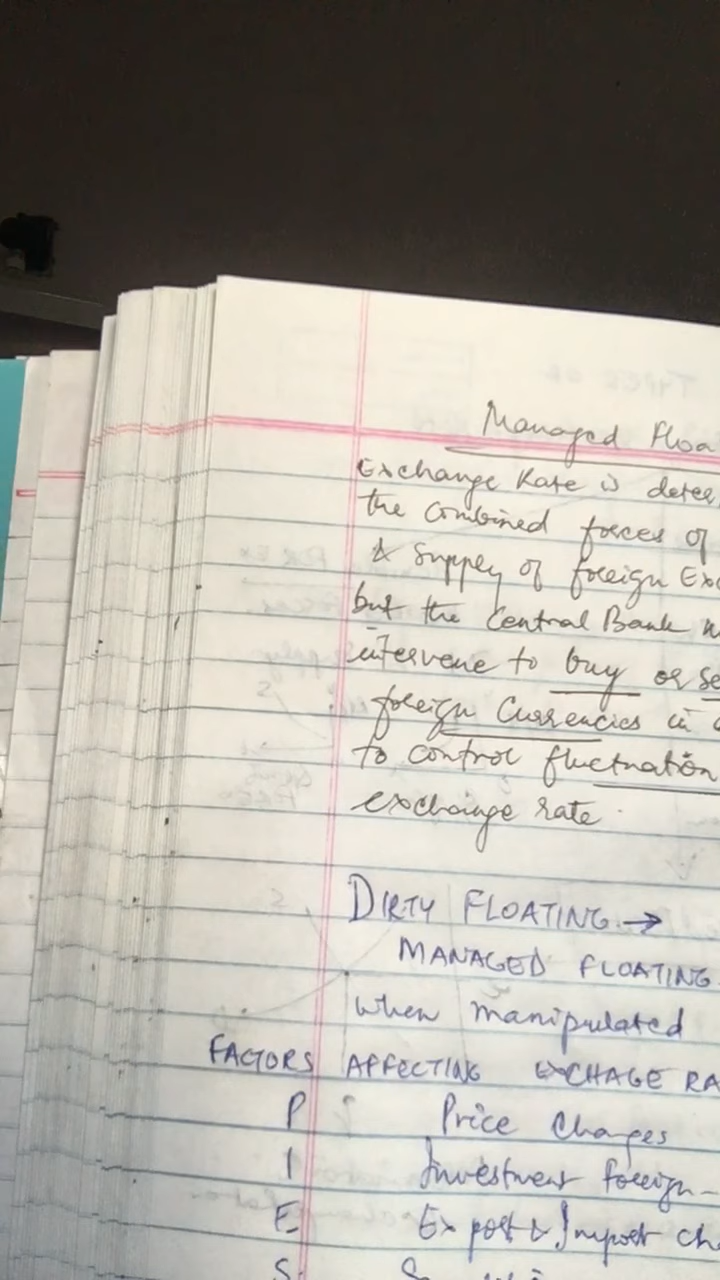 Managed Floa
Exchange Rate is deter
the combined forces of
& Supply of foreign Exc
but the Central Bank
intervene to buy or se
foreign Currencies in
to control fluctuation
exchange rate.
DIRTY FLOATING →
MANAGED FLOATING
when manipulated
FACTORS AFFECTING EXCHAGE RA
P Price Changes
I Investment foreign-
E Export & Import cha
S